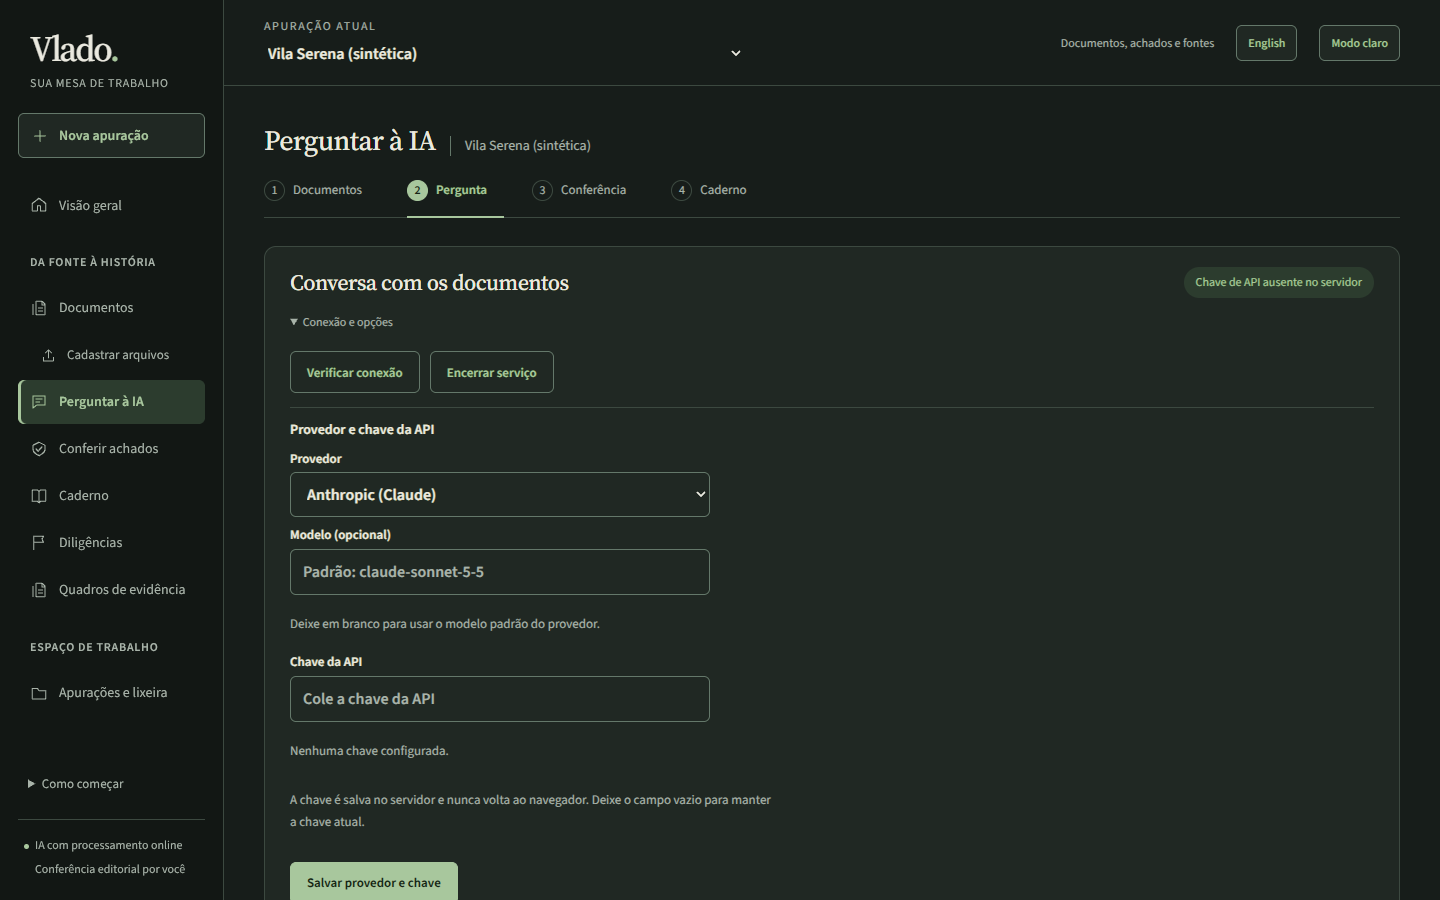 Vlado.
SUA MESA DE TRABALHO
Nova apuração
Visão geral
DA FONTE À HISTÓRIA
Documentos
Cadastrar arquivos
Perguntar à IA
Conferir achados
Caderno
Diligências
Quadros de evidência
ESPAÇO DE TRABALHO
Apurações e lixeira
Como começar
IA com processamento online
Conferência editorial por você
APURAÇÃO ATUAL
Vila Serena (sintética)
Documentos, achados e fontes
English
Modo claro
Perguntar à IA
Vila Serena (sintética)
1 Documentos
2 Pergunta
3 Conferência
4 Caderno
Conversa com os documentos
Chave de API ausente no servidor
Conexão e opções
Verificar conexão
Encerrar serviço
Provedor e chave da API
Provedor
Anthropic (Claude)
Modelo (opcional)
Padrão: claude-sonnet-5-5
Deixe em branco para usar o modelo padrão do provedor.
Chave da API
Cole a chave da API
Nenhuma chave configurada.
A chave é salva no servidor e nunca volta ao navegador. Deixe o campo vazio para manter
a chave atual.
Salvar provedor e chave